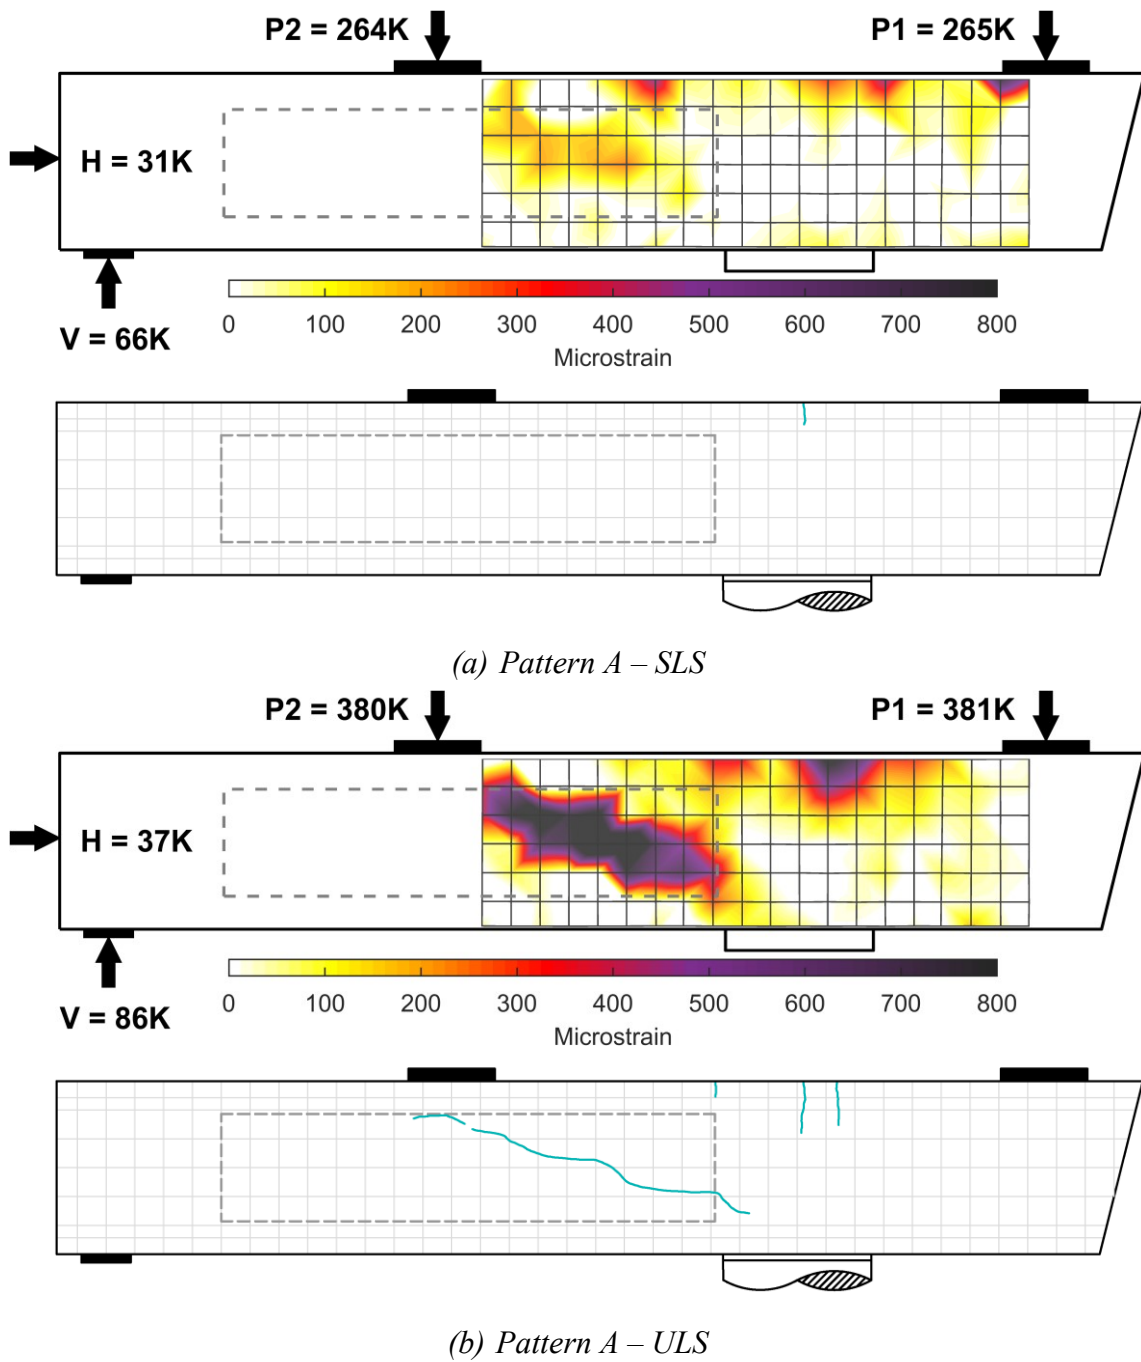 P2 = 264K
P1 = 265K
H = 31K
V = 66K
0 100 200 300 400 500 600 700 800
Microstrain
(a) Pattern A – SLS
P2 = 380K
P1 = 381K
H = 37K
V = 86K
0 100 200 300 400 500 600 700 800
Microstrain
(b) Pattern A – ULS